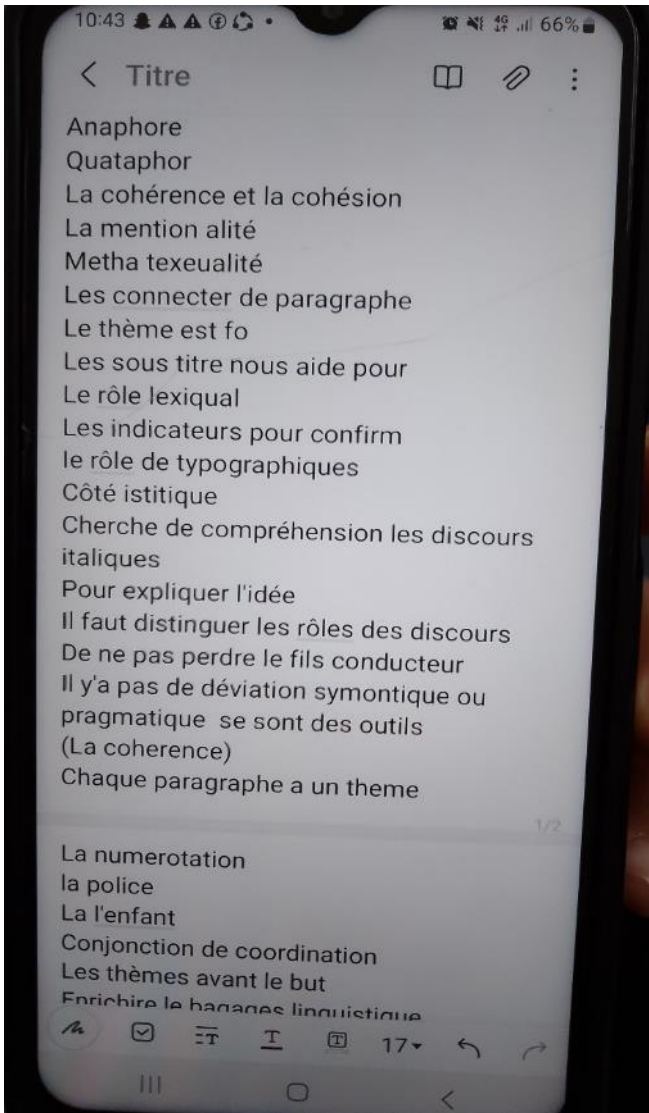 10:43
4G 66%
Titre
Anaphore
Quataphor
La cohérence et la cohésion
La mention alité
Metha texeualité
Les connecter de paragraphe
Le thème est fo
Les sous titre nous aide pour
Le rôle lexiqual
Les indicateurs pour confirm
le rôle de typographiques
Côté istitique
Cherche de compréhension les discours
italiques
Pour expliquer l'idée
Il faut distinguer les rôles des discours
De ne pas perdre le fils conducteur
Il y'a pas de déviation symontique ou
pragmatique se sont des outils
(La coherence)
Chaque paragraphe a un theme
1/2
La numerotation
la police
La l'enfant
Conjonction de coordination
Les thèmes avant le but
Enrichire le bagages linguistique
T T T 17